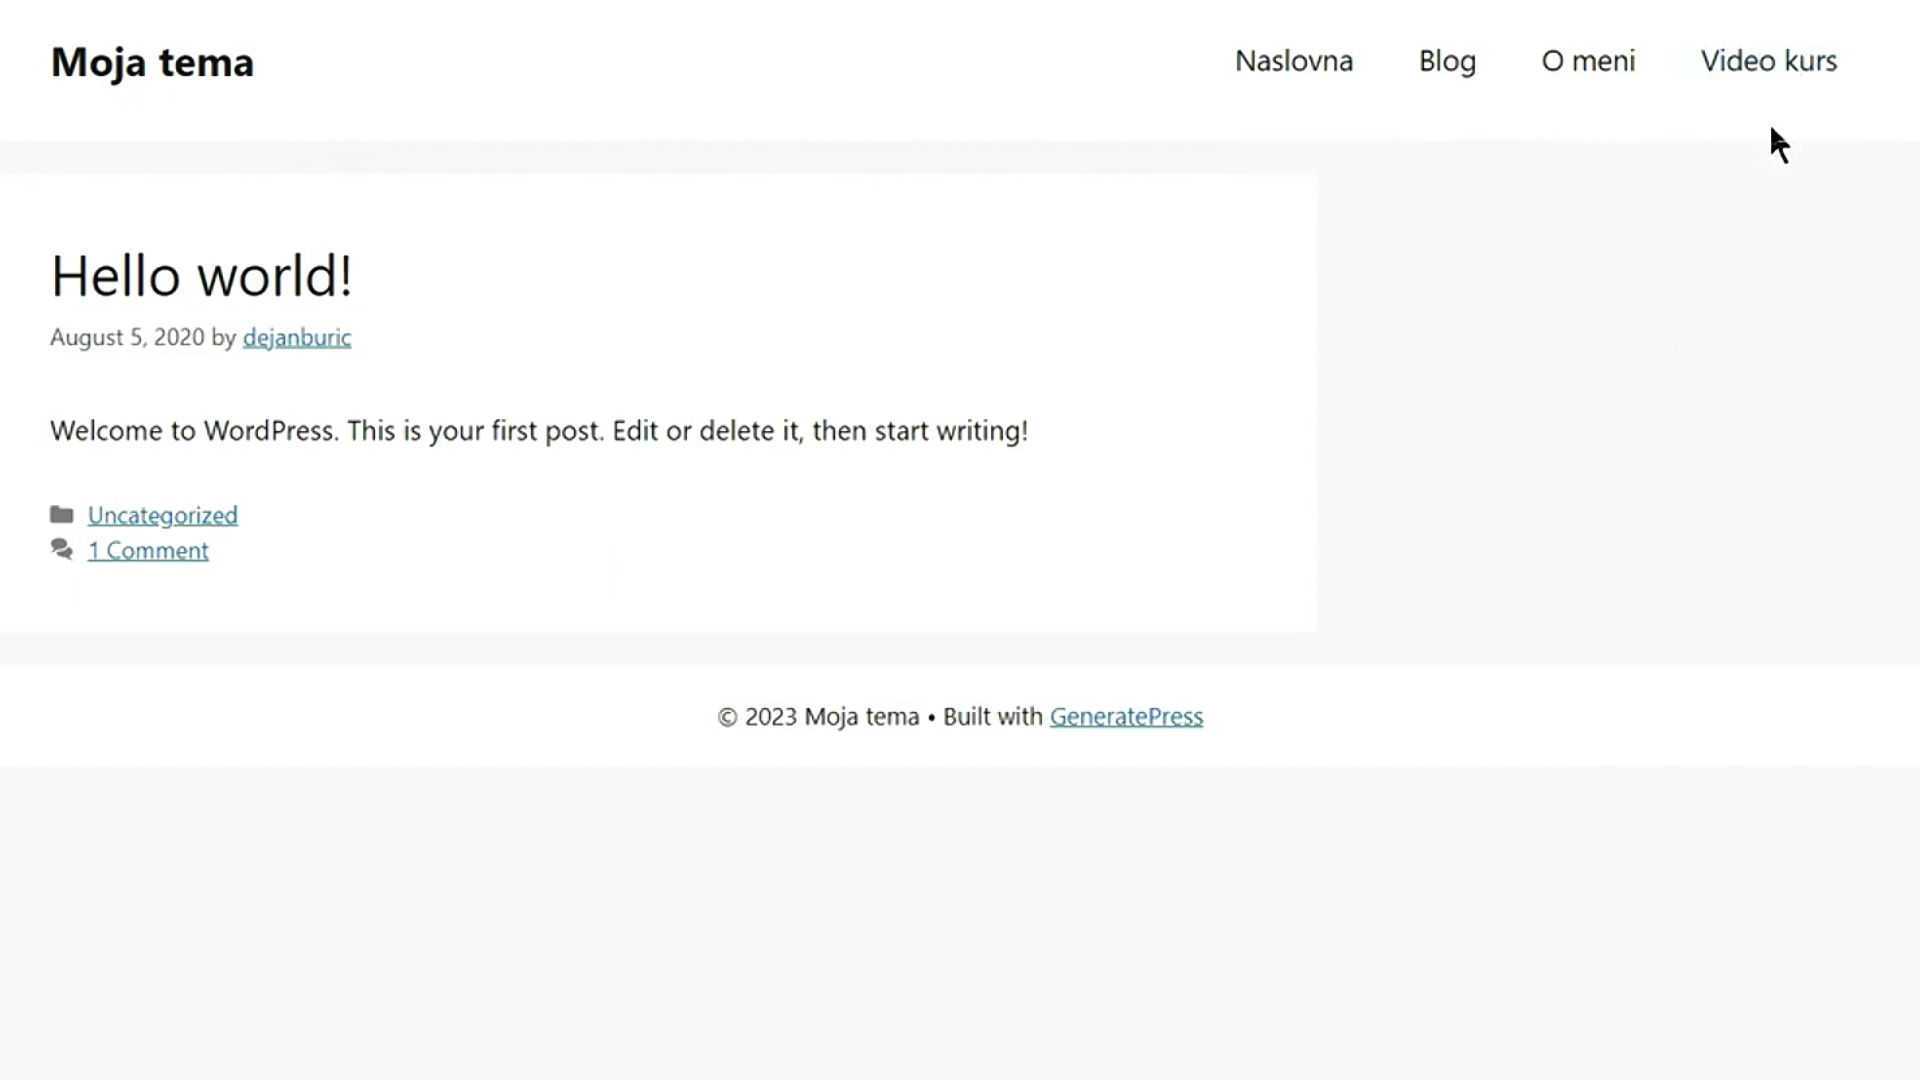 Moja tema
Naslovna Blog O meni Video kurs
Hello world!
August 5, 2020 by dejanburic
Welcome to WordPress. This is your first post. Edit or delete it, then start writing!
Uncategorized
1 Comment
© 2023 Moja tema • Built with GeneratePress